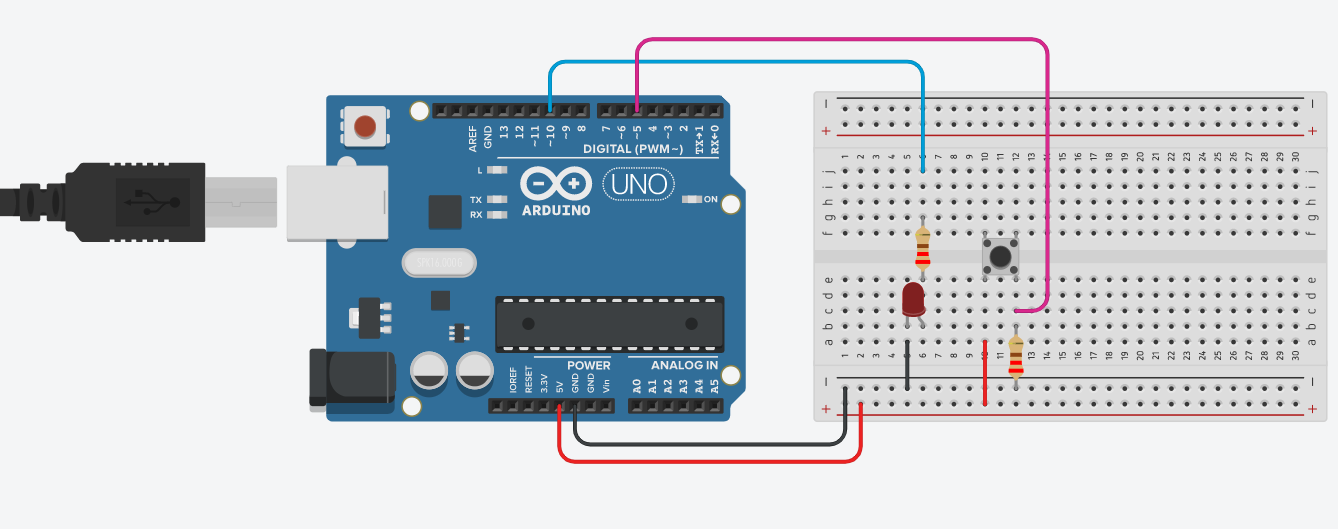 AREF
GND
13
12
~11
~10
~9
8
7
~6
~5
4
~3
2
TX→1
RX←0
DIGITAL (PWM~)
L
TX
RX
UNO
ON
ARDUINO
POWER
ANALOG IN
IOREF
RESET
3.3V
5V
GND
GND
Vin
A0
A1
A2
A3
A4
A5
− −
+ +
1 2 3 4 5 6 7 8 9 10 11 12 13 14 15 16 17 18 19 20 21 22 23 24 25 26 27 28 29 30
j j
i i
h h
g g
f f
e e
d d
c c
b b
a a
1 2 3 4 5 6 7 8 9 10 11 12 13 14 15 16 17 18 19 20 21 22 23 24 25 26 27 28 29 30
− −
+ +